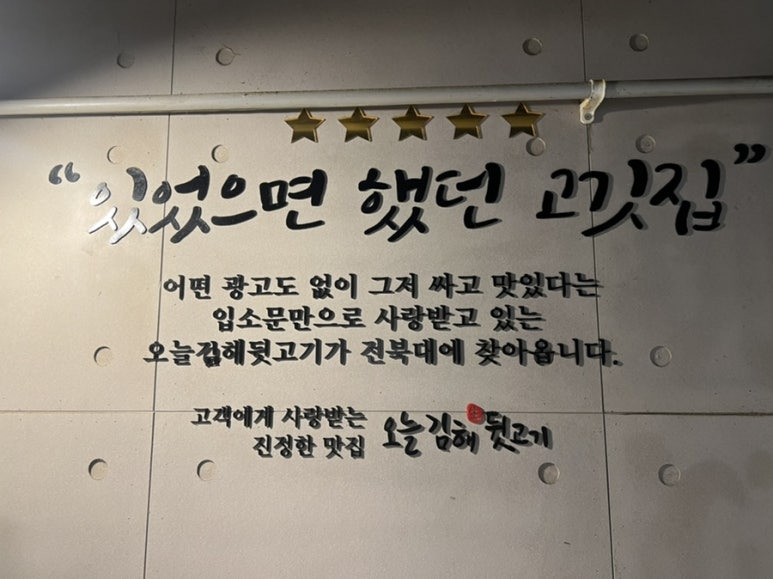 "있었으면 했던 고깃집"
어떤 광고도 없이 그저 싸고 맛있다는
입소문만으로 사랑받고 있는
오늘김해뒷고기가 전북대에 찾아옵니다.
고객에게 사랑받는
진정한 맛집
오늘김해뒷고기